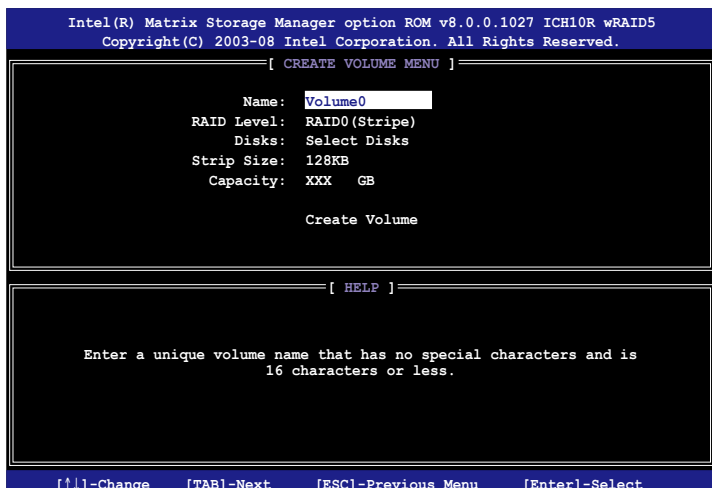 Intel(R) Matrix Storage Manager option ROM v8.0.0.1027 ICH10R wRAID5
Copyright(C) 2003-08 Intel Corporation. All Rights Reserved.
[ CREATE VOLUME MENU ]
Name: Volume0
RAID Level: RAID0(Stripe)
Disks: Select Disks
Strip Size: 128KB
Capacity: XXX GB
Create Volume
[ HELP ]
Enter a unique volume name that has no special characters and is
16 characters or less.
[↑↓]-Change [TAB]-Next [ESC]-Previous Menu [Enter]-Select